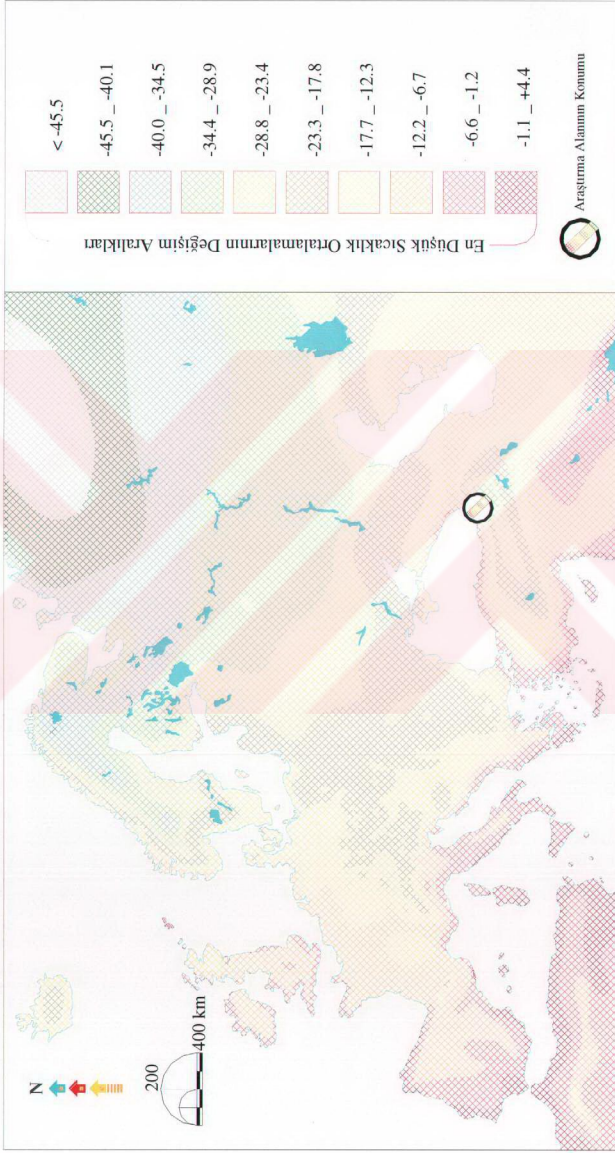 N
200
400 km
En Düşük Sıcaklık Ortalamalarının Değişim Aralıkları
< -45.5
-45.5 _ -40.1
-40.0 _ -34.5
-34.4 _ -28.9
-28.8 _ -23.4
-23.3 _ -17.8
-17.7 _ -12.3
-12.2 _ -6.7
-6.6 _ -1.2
-1.1 _ +4.4
Araştırma Alanının Konumu